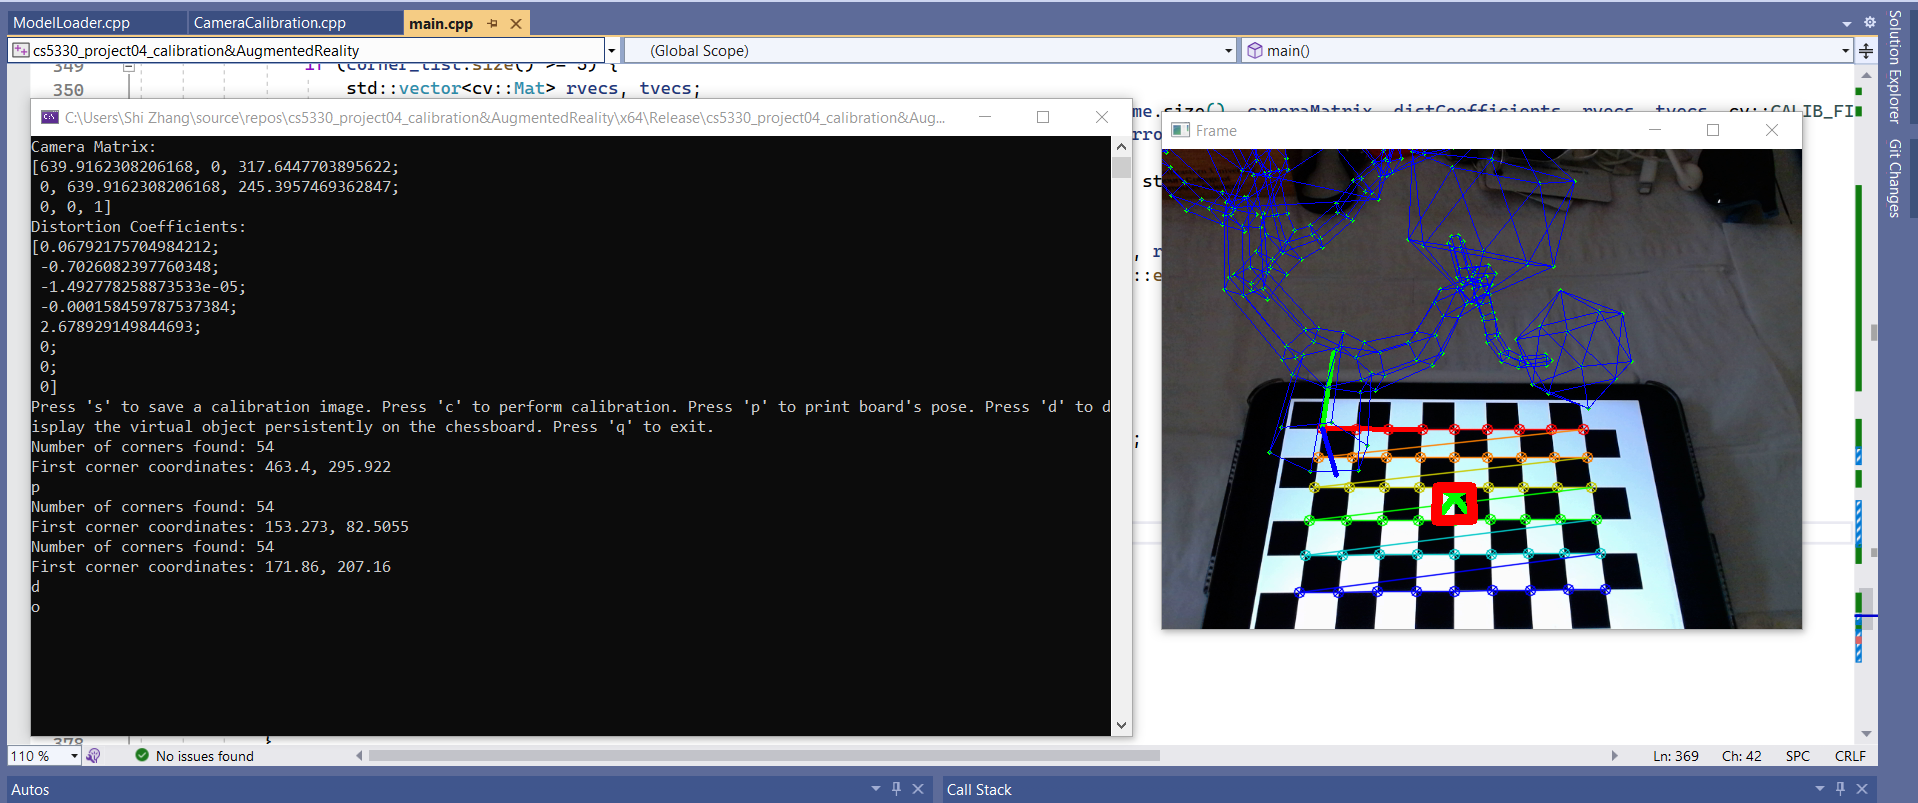 ModelLoader.cpp CameraCalibration.cpp main.cpp
cs5330_project04_calibration&AugmentedReality (Global Scope) main()
349 if (corner_list.size() >= 5) {
350 std::vector<cv::Mat> rvecs, tvecs;
me.size(), cameraMatrix, distCoefficients, rvecs, tvecs, cv::CALIB_FI
C:\Users\Shi Zhang\source\repos\cs5330_project04_calibration&AugmentedReality\x64\Release\cs5330_project04_calibration&Aug...
Frame
rro
st
, r
::e
;
Camera Matrix:
[639.9162308206168, 0, 317.6447703895622;
0, 639.9162308206168, 245.3957469362847;
0, 0, 1]
Distortion Coefficients:
[0.06792175704984212;
-0.7026082397760348;
-1.492778258873533e-05;
-0.0001584597875373​84;
2.678929149844693;
0;
0;
0]
Press 's' to save a calibration image. Press 'c' to perform calibration. Press 'p' to print board's pose. Press 'd' to d
isplay the virtual object persistently on the chessboard. Press 'q' to exit.
Number of corners found: 54
First corner coordinates: 463.4, 295.922
p
Number of corners found: 54
First corner coordinates: 153.273, 82.5055
Number of corners found: 54
First corner coordinates: 171.86, 207.16
d
o
378 }
110 % No issues found Ln: 369 Ch: 42 SPC CRLF
Autos Call Stack
Solution Explorer
Git Changes